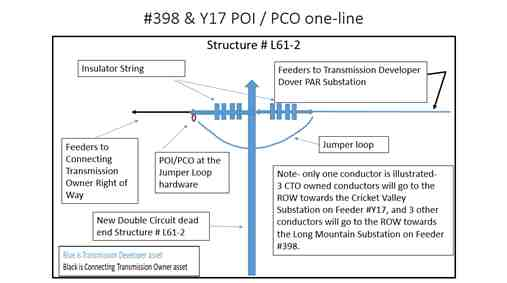 #398 & Y17 POI / PCO one-line
Structure # L61-2
Insulator String
Feeders to Transmission Developer
Dover PAR Substation
Feeders to
Connecting
Transmission
Owner Right of
Way
POI/PCO at the
Jumper Loop
hardware
Jumper loop
Note- only one conductor is illustrated-
3 CTO owned conductors will go to the
ROW towards the Cricket Valley
Substation on Feeder #Y17, and 3 other
conductors will go to the ROW towards
the Long Mountain Substation on Feeder
#398.
New Double Circuit dead
end Structure # L61-2
Blue is Transmission Developer asset
Black is Connecting Transmission Owner asset